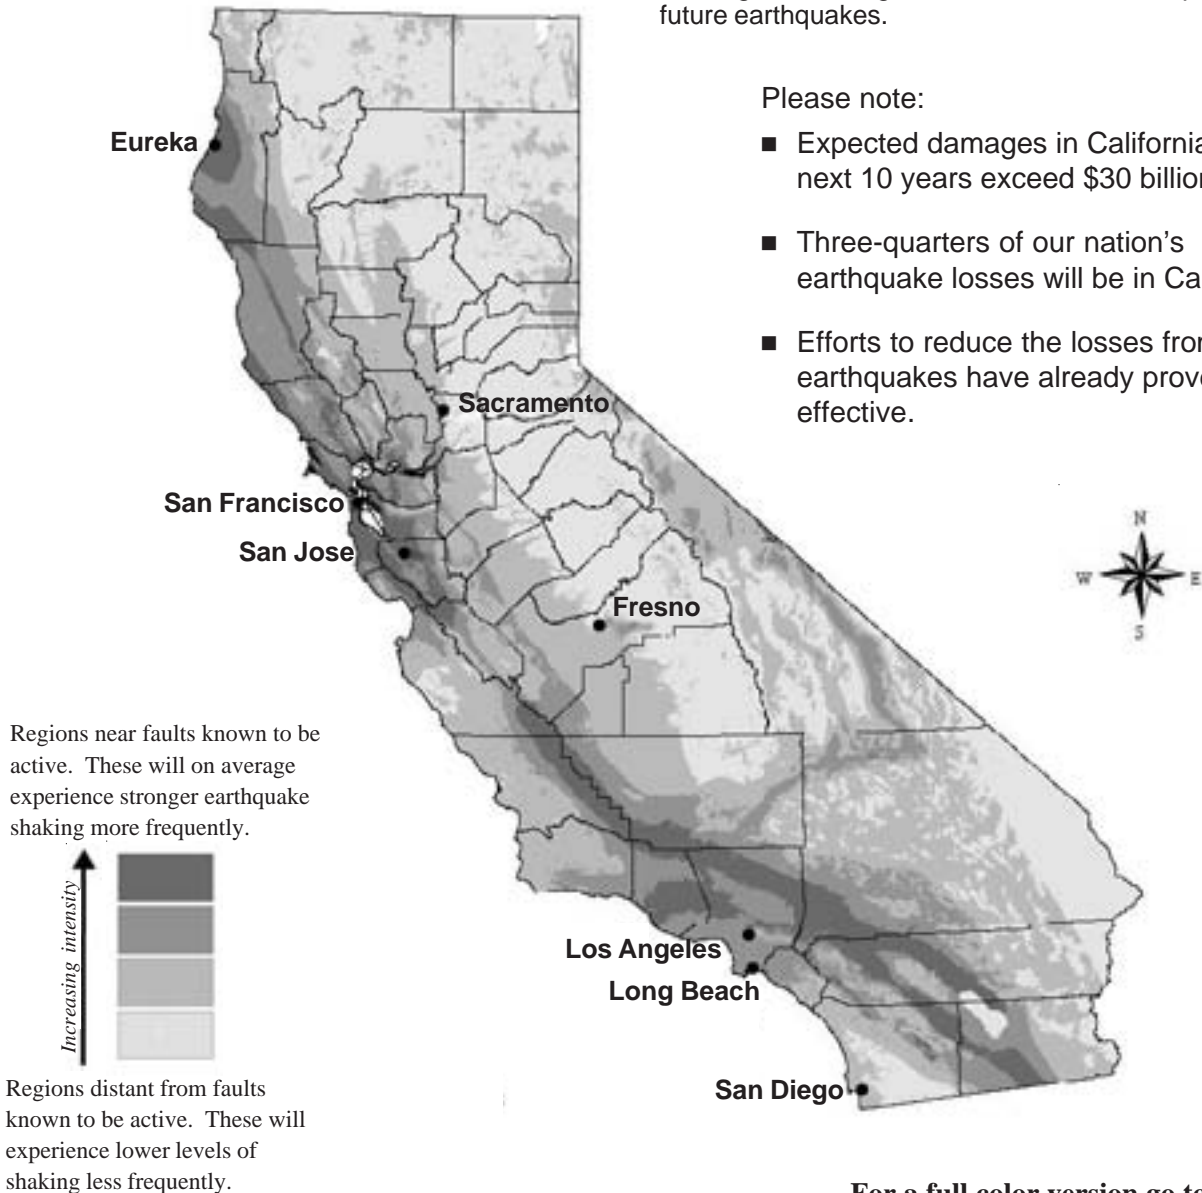 future earthquakes.
Please note:
■ Expected damages in California
next 10 years exceed $30 billion
■ Three-quarters of our nation’s
earthquake losses will be in Ca
■ Efforts to reduce the losses from
earthquakes have already prove
effective.
Eureka
Sacramento
San Francisco
San Jose
Fresno
N
W
E
S
Regions near faults known to be
active. These will on average
experience stronger earthquake
shaking more frequently.
Increasing intensity
Regions distant from faults
known to be active. These will
experience lower levels of
shaking less frequently.
Los Angeles
Long Beach
San Diego
For a full color version go to